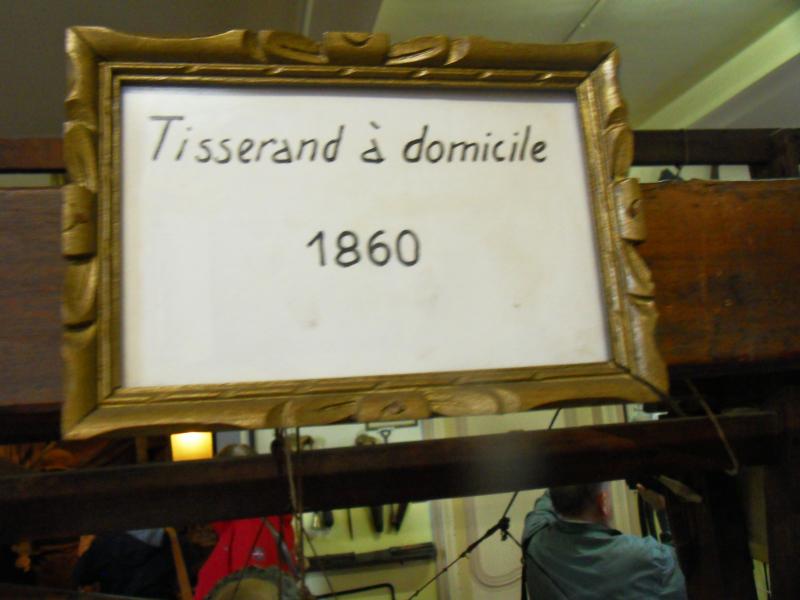 Tisserand à domicile
1860